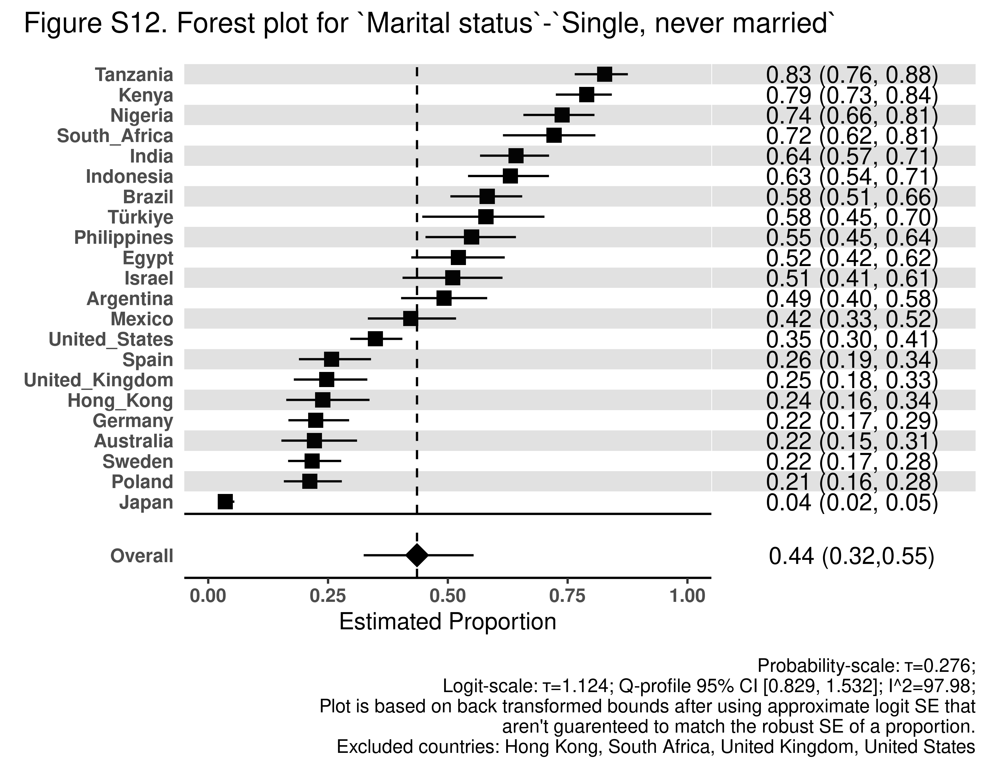 Figure S12. Forest plot for `Marital status`-`Single, never married`
Tanzania 0.83 (0.76, 0.88)
Kenya 0.79 (0.73, 0.84)
Nigeria 0.74 (0.66, 0.81)
South_Africa 0.72 (0.62, 0.81)
India 0.64 (0.57, 0.71)
Indonesia 0.63 (0.54, 0.71)
Brazil 0.58 (0.51, 0.66)
Türkiye 0.58 (0.45, 0.70)
Philippines 0.55 (0.45, 0.64)
Egypt 0.52 (0.42, 0.62)
Israel 0.51 (0.41, 0.61)
Argentina 0.49 (0.40, 0.58)
Mexico 0.42 (0.33, 0.52)
United_States 0.35 (0.30, 0.41)
Spain 0.26 (0.19, 0.34)
United_Kingdom 0.25 (0.18, 0.33)
Hong_Kong 0.24 (0.16, 0.34)
Germany 0.22 (0.17, 0.29)
Australia 0.22 (0.15, 0.31)
Sweden 0.22 (0.17, 0.28)
Poland 0.21 (0.16, 0.28)
Japan 0.04 (0.02, 0.05)
Overall 0.44 (0.32,0.55)
0.00 0.25 0.50 0.75 1.00
Estimated Proportion
Probability-scale: τ=0.276;
Logit-scale: τ=1.124; Q-profile 95% CI [0.829, 1.532]; I^2=97.98;
Plot is based on back transformed bounds after using approximate logit SE that
aren't guarenteed to match the robust SE of a proportion.
Excluded countries: Hong Kong, South Africa, United Kingdom, United States